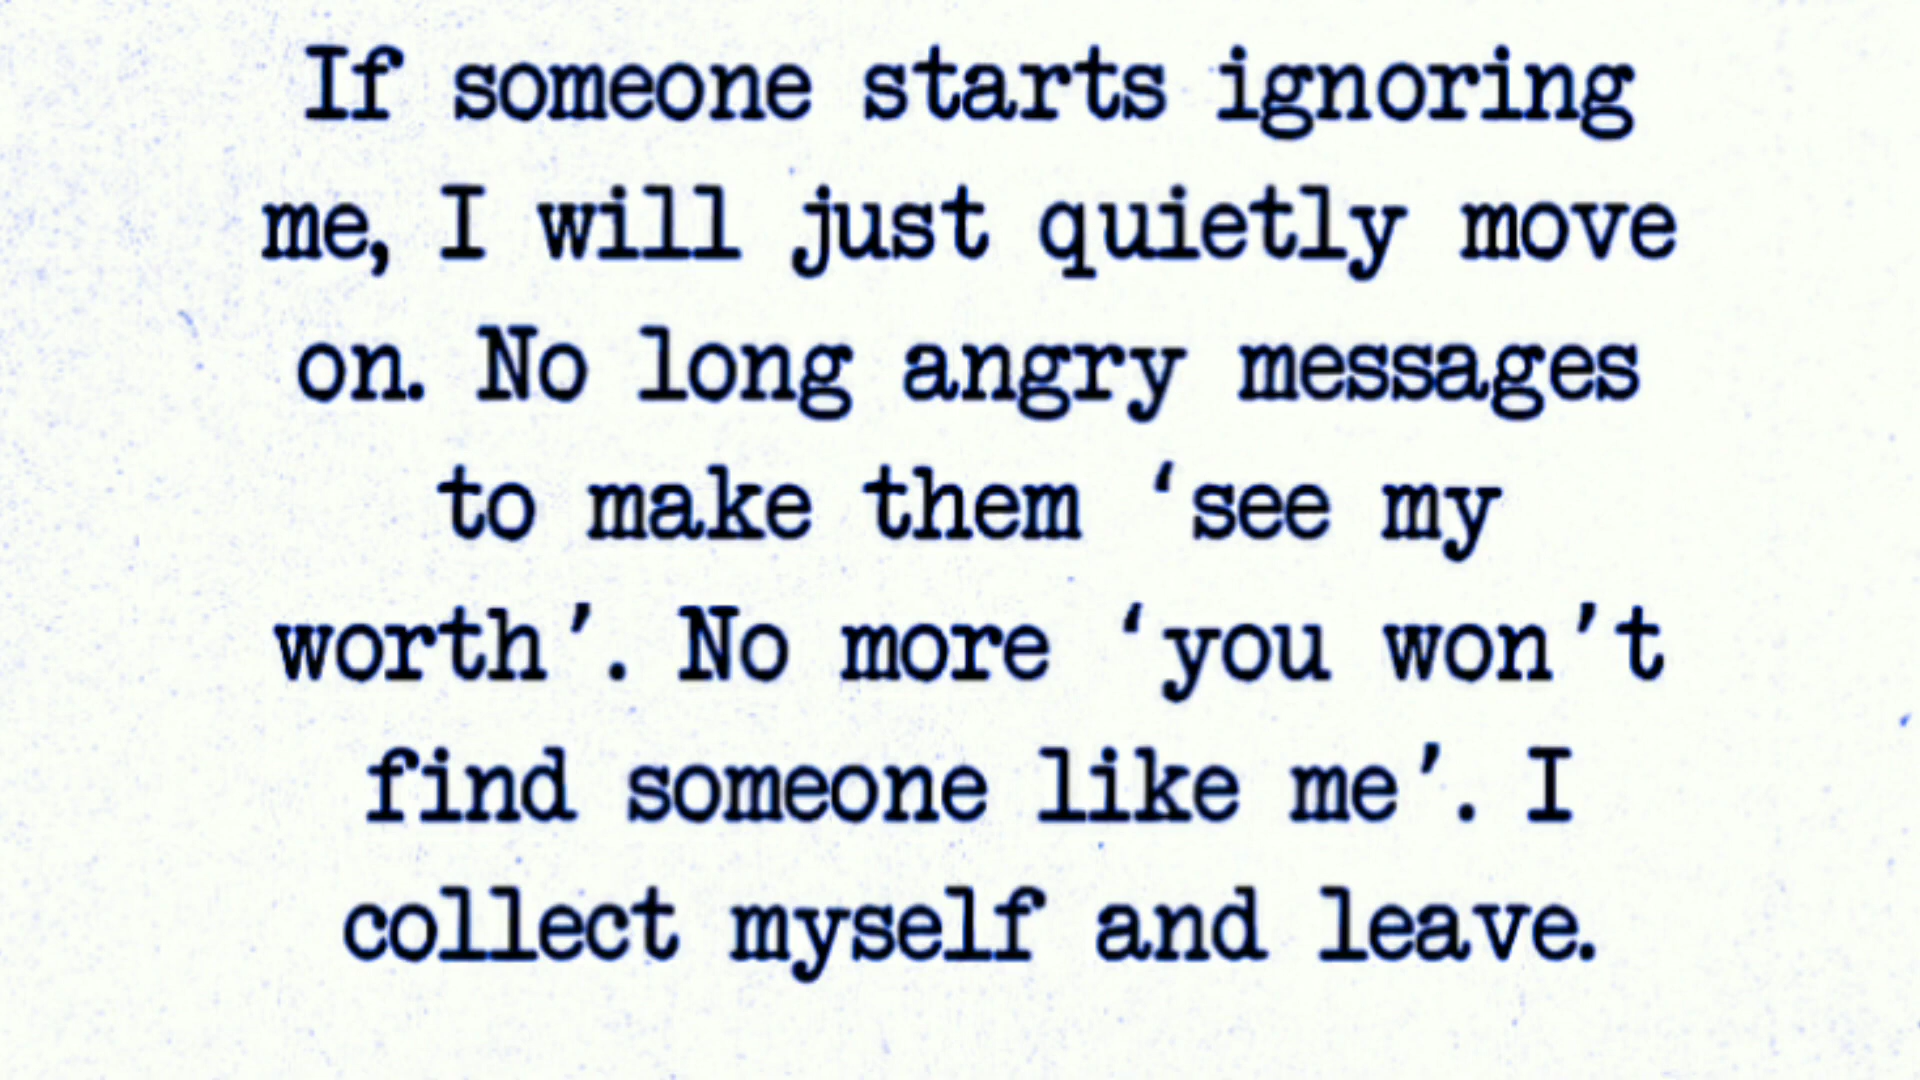 If someone starts ignoring
me, I will just quietly move
on. No long angry messages
to make them ‘see my
worth’. No more ‘you won’t
find someone like me’. I
collect myself and leave.